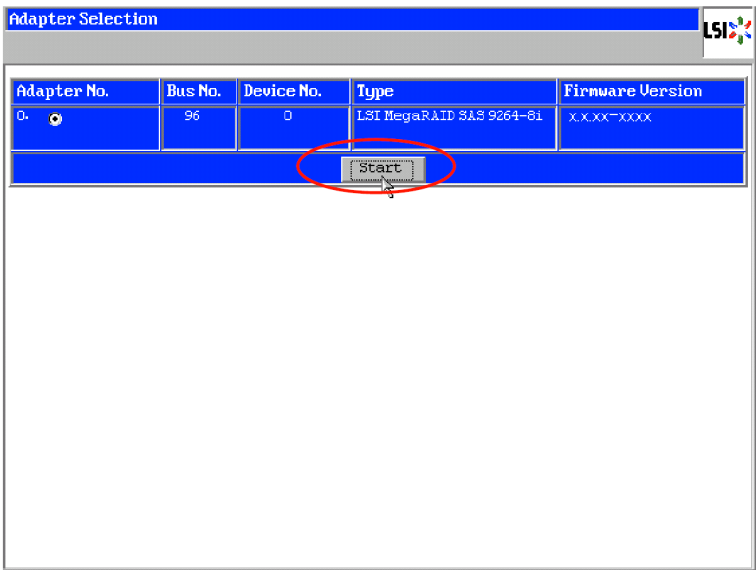 Adapter Selection
LSI
Adapter No. Bus No. Device No. Type Firmware Version
0. 96 0 LSI MegaRAID SAS 9264-8i x.x.xx-xxxx
Start